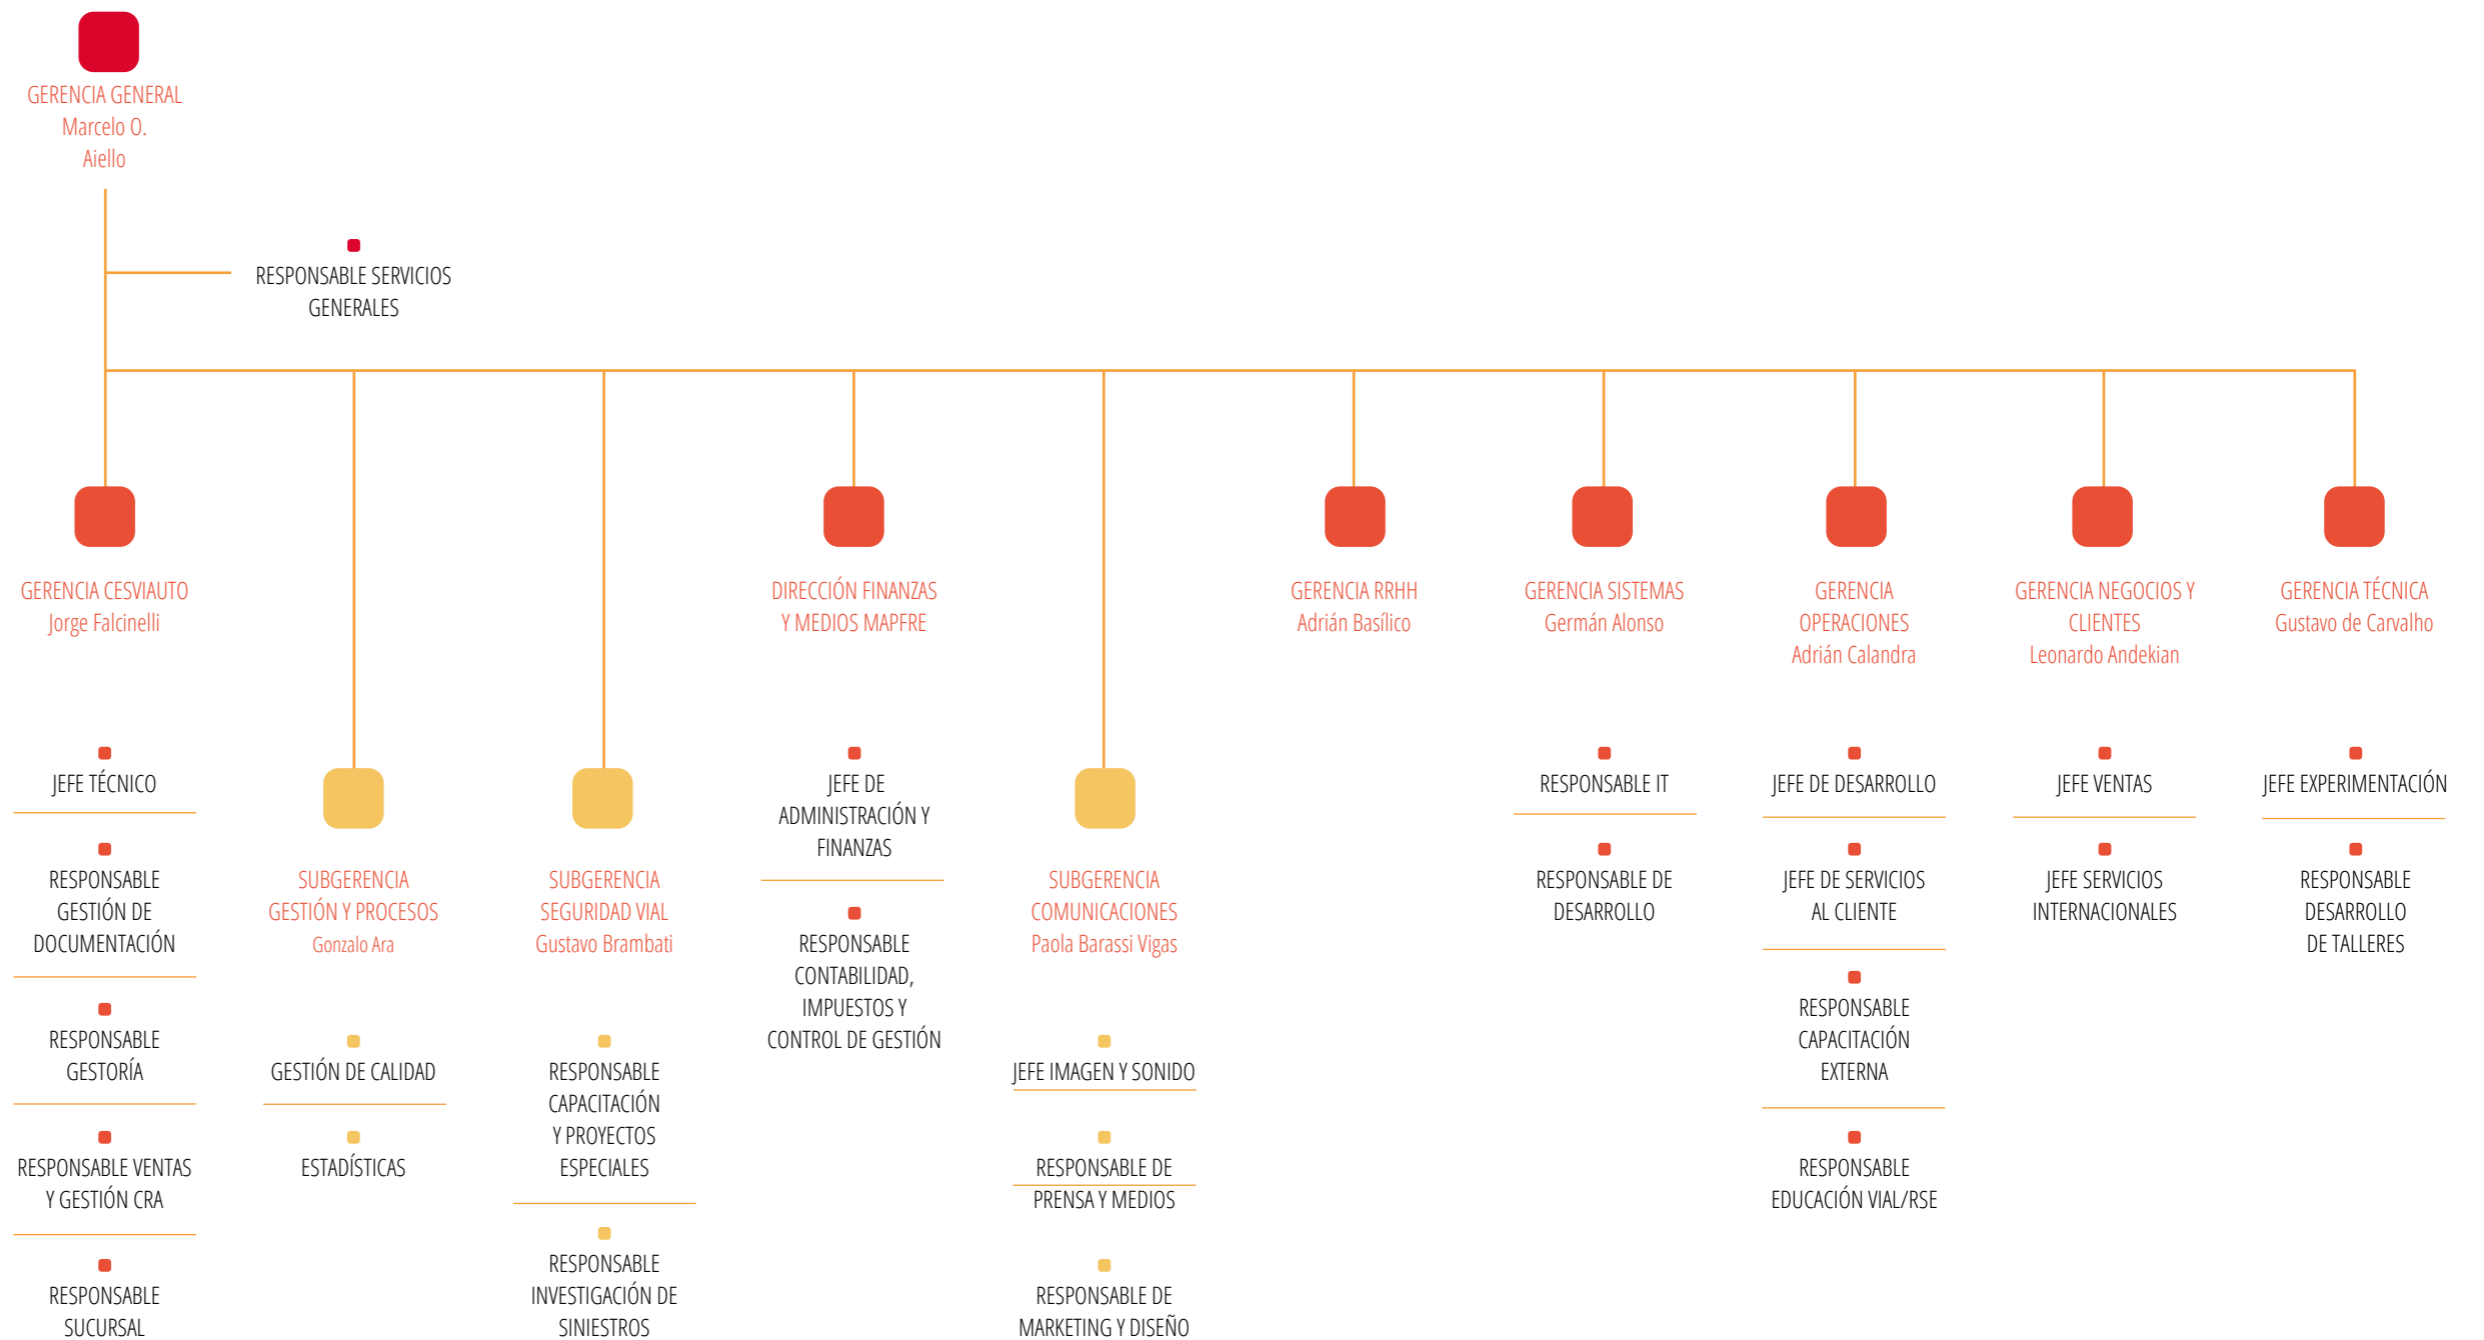 GERENCIA GENERAL
Marcelo O.
Aiello
RESPONSABLE SERVICIOS
GENERALES
GERENCIA CESVIAUTO
Jorge Falcinelli
JEFE TÉCNICO
RESPONSABLE
GESTIÓN DE
DOCUMENTACIÓN
RESPONSABLE
GESTORÍA
RESPONSABLE VENTAS
Y GESTIÓN CRA
RESPONSABLE
SUCURSAL
SUBGERENCIA
GESTIÓN Y PROCESOS
Gonzalo Ara
GESTIÓN DE CALIDAD
ESTADÍSTICAS
SUBGERENCIA
SEGURIDAD VIAL
Gustavo Brambati
RESPONSABLE
CAPACITACIÓN
Y PROYECTOS
ESPECIALES
RESPONSABLE
INVESTIGACIÓN DE
SINIESTROS
DIRECCIÓN FINANZAS
Y MEDIOS MAPFRE
JEFE DE
ADMINISTRACIÓN Y
FINANZAS
RESPONSABLE
CONTABILIDAD,
IMPUESTOS Y
CONTROL DE GESTIÓN
SUBGERENCIA
COMUNICACIONES
Paola Barassi Vigas
JEFE IMAGEN Y SONIDO
RESPONSABLE DE
PRENSA Y MEDIOS
RESPONSABLE DE
MARKETING Y DISEÑO
GERENCIA RRHH
Adrián Basílico
GERENCIA SISTEMAS
Germán Alonso
RESPONSABLE IT
RESPONSABLE DE
DESARROLLO
GERENCIA
OPERACIONES
Adrián Calandra
JEFE DE DESARROLLO
JEFE DE SERVICIOS
AL CLIENTE
RESPONSABLE
CAPACITACIÓN
EXTERNA
RESPONSABLE
EDUCACIÓN VIAL/RSE
GERENCIA NEGOCIOS Y
CLIENTES
Leonardo Andekian
JEFE VENTAS
JEFE SERVICIOS
INTERNACIONALES
GERENCIA TÉCNICA
Gustavo de Carvalho
JEFE EXPERIMENTACIÓN
RESPONSABLE
DESARROLLO
DE TALLERES